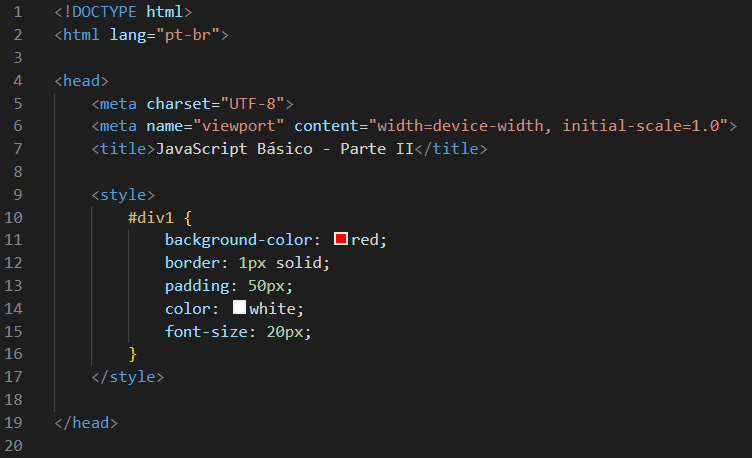 1 <!DOCTYPE html>
2 <html lang="pt-br">
3
4 <head>
5     <meta charset="UTF-8">
6     <meta name="viewport" content="width=device-width, initial-scale=1.0">
7     <title>JavaScript Básico - Parte II</title>
8
9     <style>
10         #div1 {
11             background-color: red;
12             border: 1px solid;
13             padding: 50px;
14             color: white;
15             font-size: 20px;
16         }
17     </style>
18
19 </head>
20